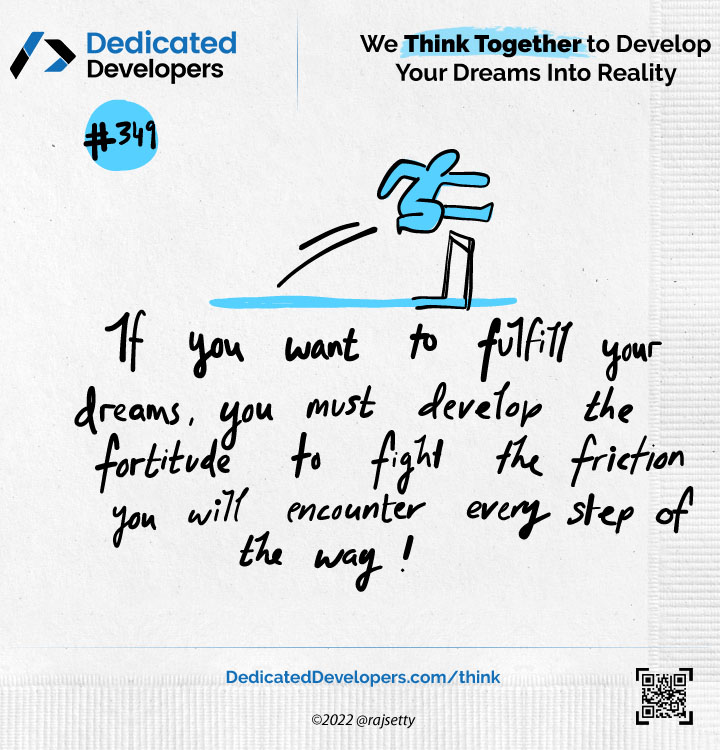 Dedicated
Developers
We Think Together to Develop
Your Dreams Into Reality
#349
If you want to fulfill your
dreams, you must develop the
fortitude to fight the friction
you will encounter every step of
the way!
DedicatedDevelopers.com/think
©2022 @rajsetty